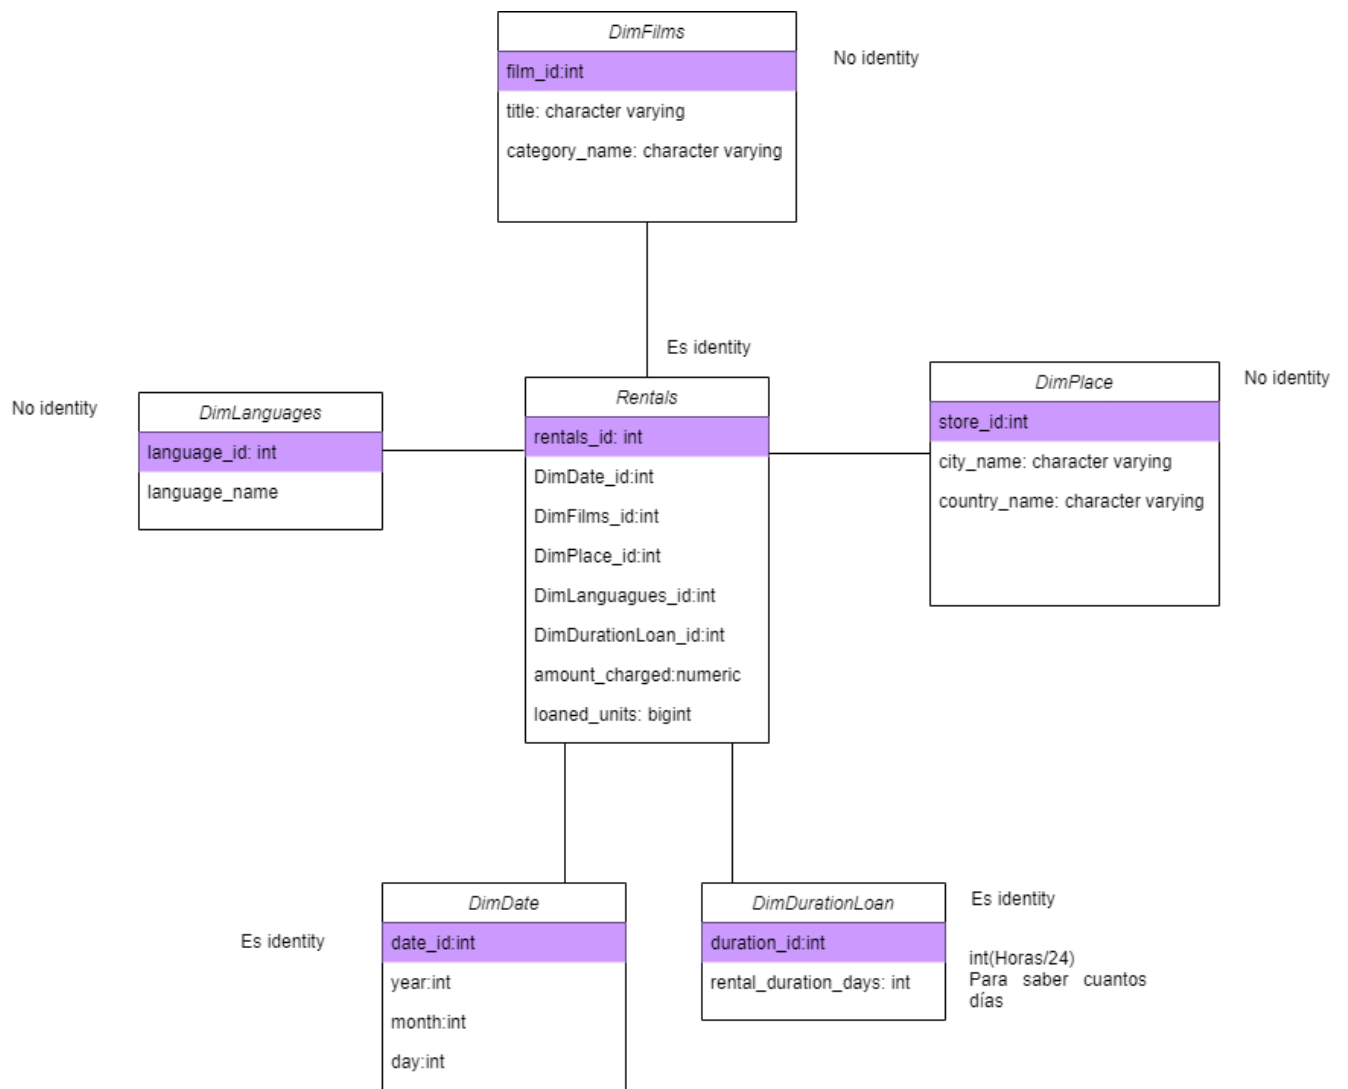 DimFilms
film_id:int
title: character varying
category_name: character varying
No identity
Es identity
No identity
DimLanguages
language_id: int
language_name
Rentals
rentals_id: int
DimDate_id:int
DimFilms_id:int
DimPlace_id:int
DimLanguagues_id:int
DimDurationLoan_id:int
amount_charged:numeric
loaned_units: bigint
DimPlace
store_id:int
city_name: character varying
country_name: character varying
No identity
Es identity
DimDate
date_id:int
year:int
month:int
day:int
DimDurationLoan
duration_id:int
rental_duration_days: int
Es identity
int(Horas/24)
Para saber cuantos
días